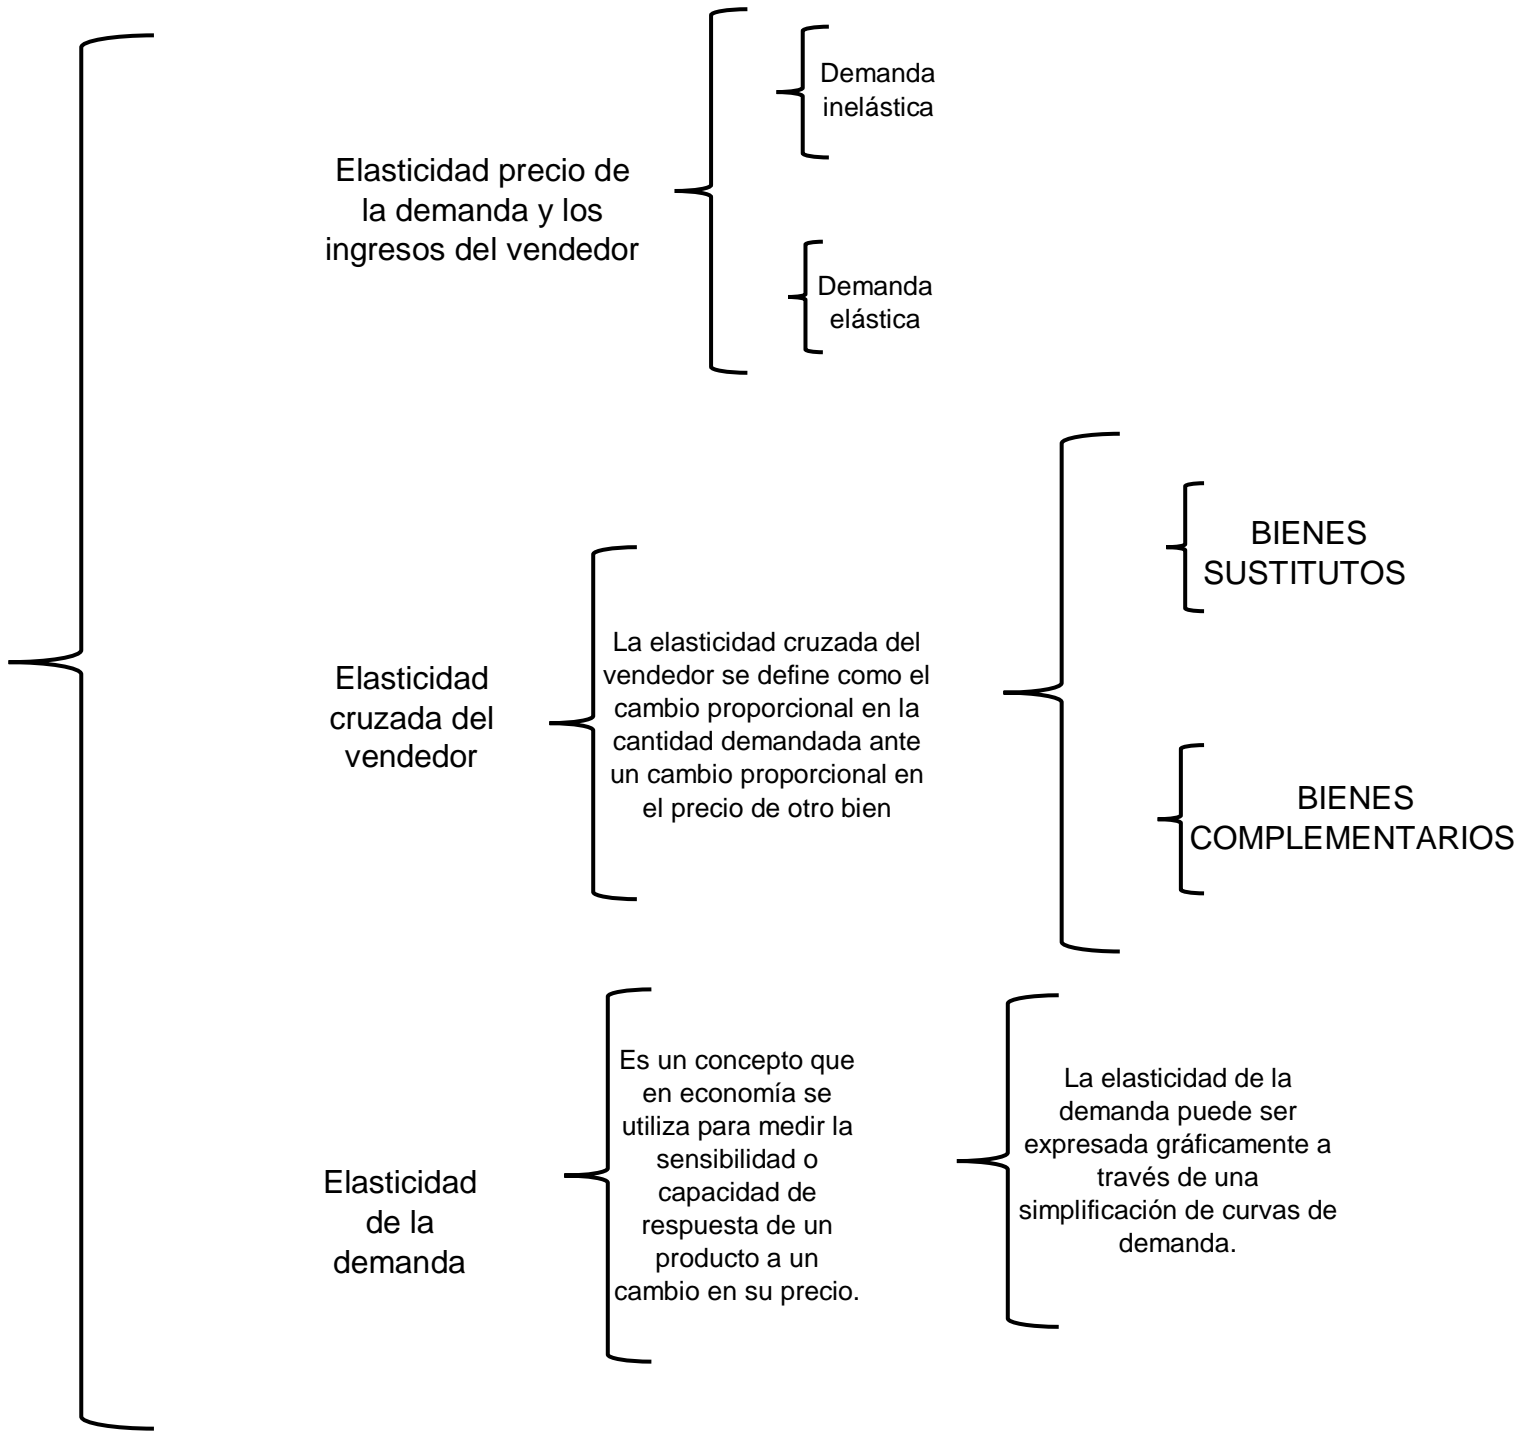 Demanda
inelástica
Elasticidad precio de
la demanda y los
ingresos del vendedor
Demanda
elástica
BIENES
SUSTITUTOS
La elasticidad cruzada del
vendedor se define como el
cambio proporcional en la
cantidad demandada ante
un cambio proporcional en
el precio de otro bien
Elasticidad
cruzada del
vendedor
BIENES
COMPLEMENTARIOS
Es un concepto que
en economía se
utiliza para medir la
sensibilidad o
capacidad de
respuesta de un
producto a un
cambio en su precio.
La elasticidad de la
demanda puede ser
expresada gráficamente a
través de una
simplificación de curvas de
demanda.
Elasticidad
de la
demanda